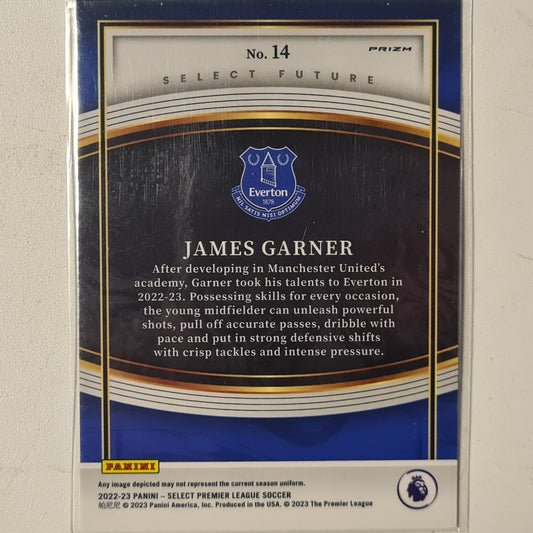 No. 14
PRIZM
SELECT FUTURE
Everton
1878
NIL SATIS NISI OPTIMUM
JAMES GARNER
After developing in Manchester United's
academy, Garner took his talents to Everton in
2022-23. Possessing skills for every occasion,
the young midfielder can unleash powerful
shots, pull off accurate passes, dribble with
pace and put in strong defensive shifts
with crisp tackles and intense pressure.
PANINI
Any image depicted may not represent the current season uniform.
2022-23 PANINI – SELECT PREMIER LEAGUE SOCCER
帕尼尼 © 2023 Panini America, Inc. Produced in the USA. © 2023 The Premier League